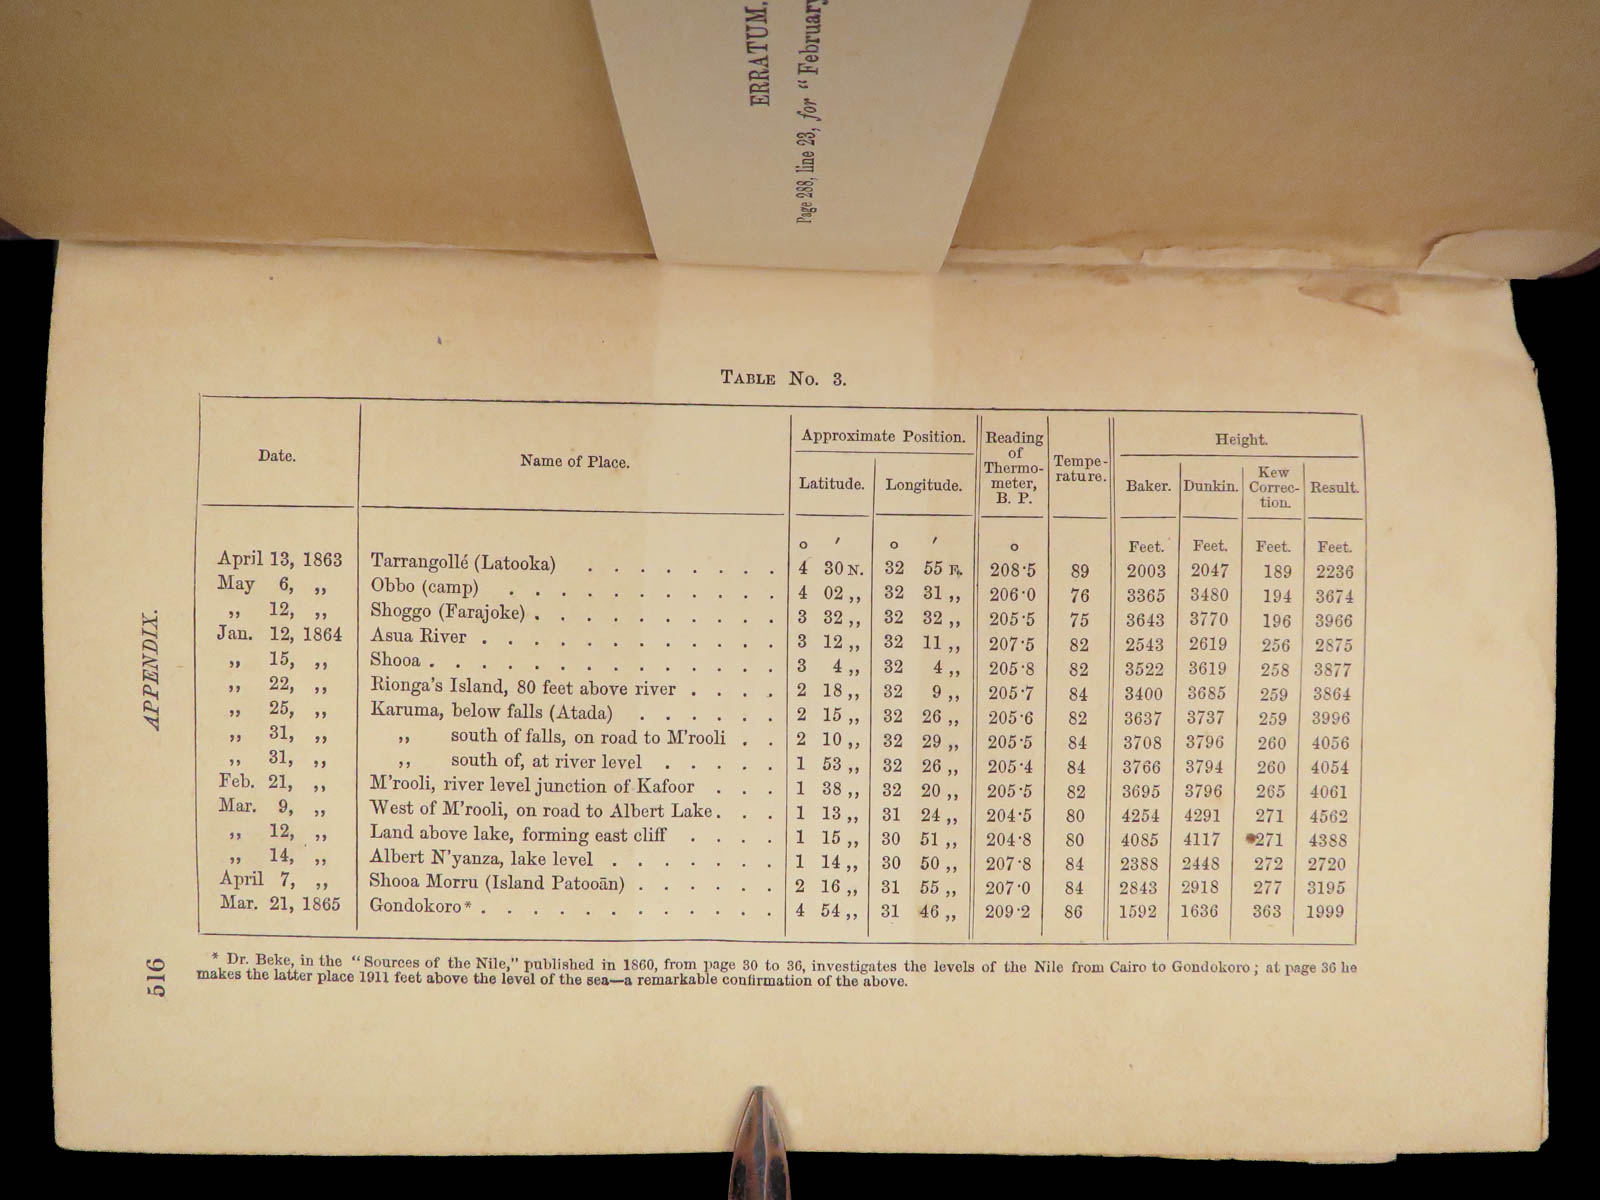 ERRATUM.
Page 288, line 23, for “ February
APPENDIX.
516
TABLE No. 3.
Date. Name of Place. Approximate Position. Reading of Thermo- meter, B. P. Tempe- rature. Height.
Latitude. Longitude. Baker. Dunkin. Kew Correc- tion. Result.
o ′ o ′ o Feet. Feet. Feet. Feet.
April 13, 1863 Tarrangollé (Latooka) . . . . . . . . 4 30 N. 32 55 E. 208·5 89 2003 2047 189 2236
May 6, ,, Obbo (camp) . . . . . . . . . . . 4 02 ,, 32 31 ,, 206·0 76 3365 3480 194 3674
,, 12, ,, Shoggo (Farajoke) . . . . . . . . . . 3 32 ,, 32 32 ,, 205·5 75 3643 3770 196 3966
Jan. 12, 1864 Asua River . . . . . . . . . . . . 3 12 ,, 32 11 ,, 207·5 82 2543 2619 256 2875
,, 15, ,, Shooa . . . . . . . . . . . . . . 3 4 ,, 32 4 ,, 205·8 82 3522 3619 258 3877
,, 22, ,, Rionga's Island, 80 feet above river . . . . 2 18 ,, 32 9 ,, 205·7 84 3400 3685 259 3864
,, 25, ,, Karuma, below falls (Atada) . . . . . . 2 15 ,, 32 26 ,, 205·6 82 3637 3737 259 3996
,, 31, ,, ,, south of falls, on road to M'rooli . . 2 10 ,, 32 29 ,, 205·5 84 3708 3796 260 4056
,, 31, ,, ,, south of, at river level . . . . . 1 53 ,, 32 26 ,, 205·4 84 3766 3794 260 4054
Feb. 21, ,, M'rooli, river level junction of Kafoor . . . 1 38 ,, 32 20 ,, 205·5 82 3695 3796 265 4061
Mar. 9, ,, West of M'rooli, on road to Albert Lake . . . 1 13 ,, 31 24 ,, 204·5 80 4254 4291 271 4562
,, 12, ,, Land above lake, forming east cliff . . . . 1 15 ,, 30 51 ,, 204·8 80 4085 4117 271 4388
,, 14, ,, Albert N'yanza, lake level . . . . . . . 1 14 ,, 30 50 ,, 207·8 84 2388 2448 272 2720
April 7, ,, Shooa Morru (Island Patooān) . . . . . . 2 16 ,, 31 55 ,, 207·0 84 2843 2918 277 3195
Mar. 21, 1865 Gondokoro * . . . . . . . . . . . . 4 54 ,, 31 46 ,, 209·2 86 1592 1636 363 1999
* Dr. Beke, in the “ Sources of the Nile,” published in 1860, from page 30 to 36, investigates the levels of the Nile from Cairo to Gondokoro ; at page 36 he
makes the latter place 1911 feet above the level of the sea—a remarkable confirmation of the above.